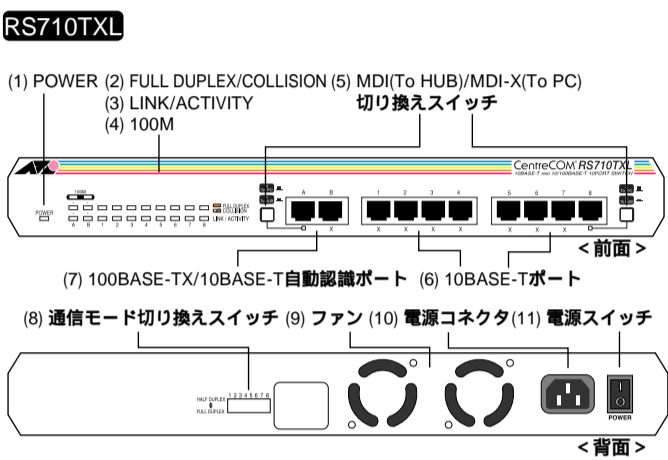 RS710TXL
(1) POWER (2) FULL DUPLEX/COLLISION (5) MDI(To HUB)/MDI-X(To PC)
(3) LINK/ACTIVITY 切り換えスイッチ
(4) 100M
CentreCOM RS710TXL
10BASE-T and 10/100BASE-T 10PORT SWITCH
100M
POWER
FULL DUPLEX
COLLISION
LINK / ACTIVITY
A B 1 2 3 4 5 6 7 8
A B 1 2 3 4 5 6 7 8
X X X X X X X X
<前面>
(7) 100BASE-TX/10BASE-T自動認識ポート (6) 10BASE-Tポート
(8) 通信モード切り換えスイッチ (9) ファン (10) 電源コネクタ(11) 電源スイッチ
1 2 3 4 5 6 7 8
HALF DUPLEX
FULL DUPLEX
POWER
<背面>